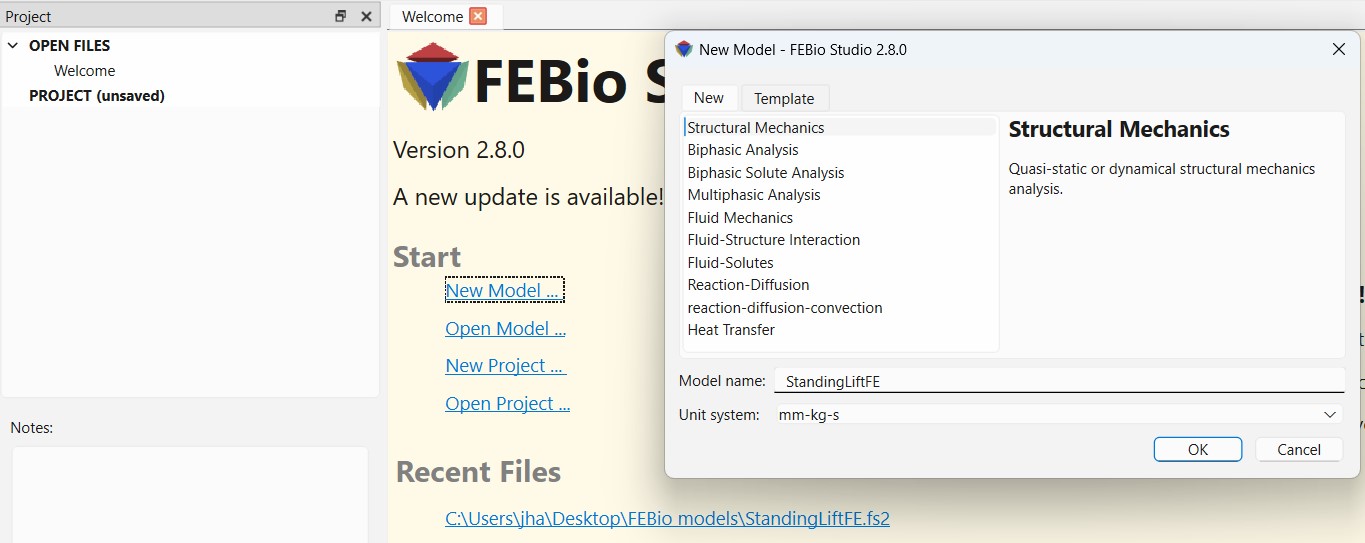 Project
OPEN FILES
Welcome
PROJECT (unsaved)
Notes:
Welcome
FEBio S
Version 2.8.0
A new update is available!
Start
New Model ...
Open Model ...
New Project ...
Open Project ...
Recent Files
C:\Users\jha\Desktop\FEBio models\StandingLiftFE.fs2
New Model - FEBio Studio 2.8.0
New
Template
Structural Mechanics
Biphasic Analysis
Biphasic Solute Analysis
Multiphasic Analysis
Fluid Mechanics
Fluid-Structure Interaction
Fluid-Solutes
Reaction-Diffusion
reaction-diffusion-convection
Heat Transfer
Structural Mechanics
Quasi-static or dynamical structural mechanics
analysis.
Model name: StandingLiftFE
Unit system: mm-kg-s
OK
Cancel